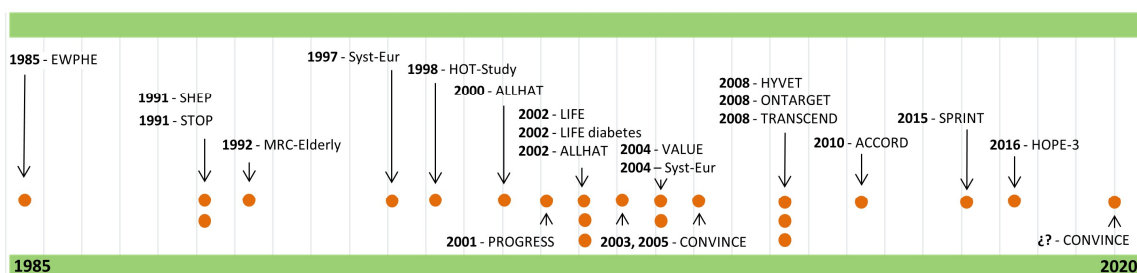 1985 - EWPHE
1991 - SHEP
1991 - STOP
1992 - MRC-Elderly
1997 - Syst-Eur
1998 - HOT-Study
2000 - ALLHAT
2001 - PROGRESS
2002 - LIFE
2002 - LIFE diabetes
2002 - ALLHAT
2003, 2005 - CONVINCE
2004 - VALUE
2004 – Syst-Eur
2008 - HYVET
2008 - ONTARGET
2008 - TRANSCEND
2010 - ACCORD
2015 - SPRINT
2016 - HOPE-3
¿? - CONVINCE
1985
2020